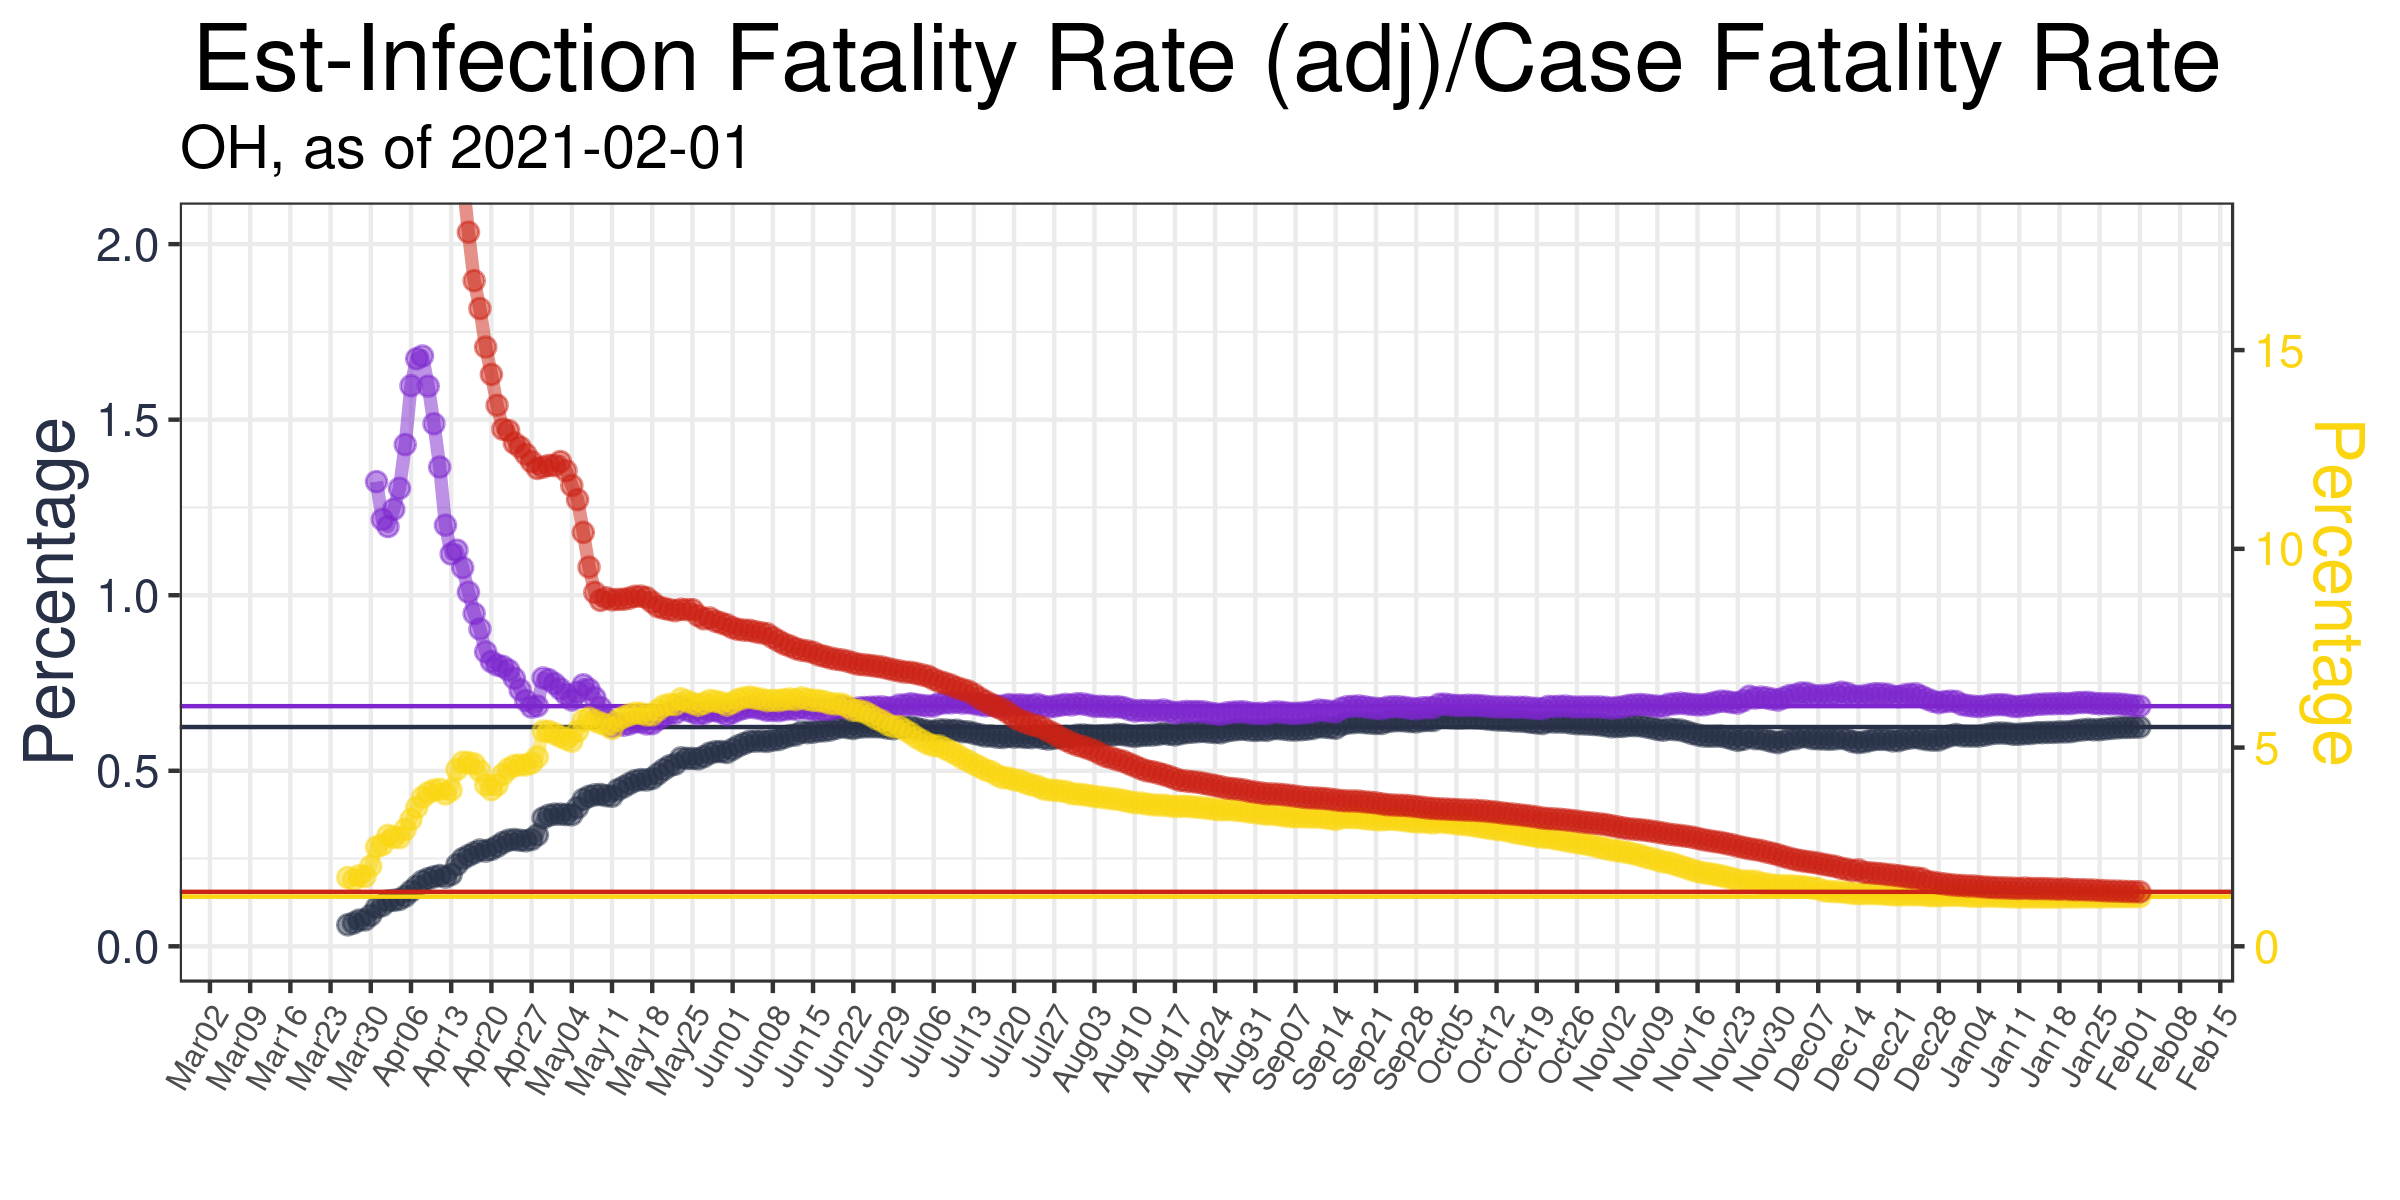 Est-Infection Fatality Rate (adj)/Case Fatality Rate
OH, as of 2021-02-01
Percentage
2.0
1.5
1.0
0.5
0.0
15
10
5
0
Percentage
Mar02
Mar09
Mar16
Mar23
Mar30
Apr06
Apr13
Apr20
Apr27
May04
May11
May18
May25
Jun01
Jun08
Jun15
Jun22
Jun29
Jul06
Jul13
Jul20
Jul27
Aug03
Aug10
Aug17
Aug24
Aug31
Sep07
Sep14
Sep21
Sep28
Oct05
Oct12
Oct19
Oct26
Nov02
Nov09
Nov16
Nov23
Nov30
Dec07
Dec14
Dec21
Dec28
Jan04
Jan11
Jan18
Jan25
Feb01
Feb08
Feb15